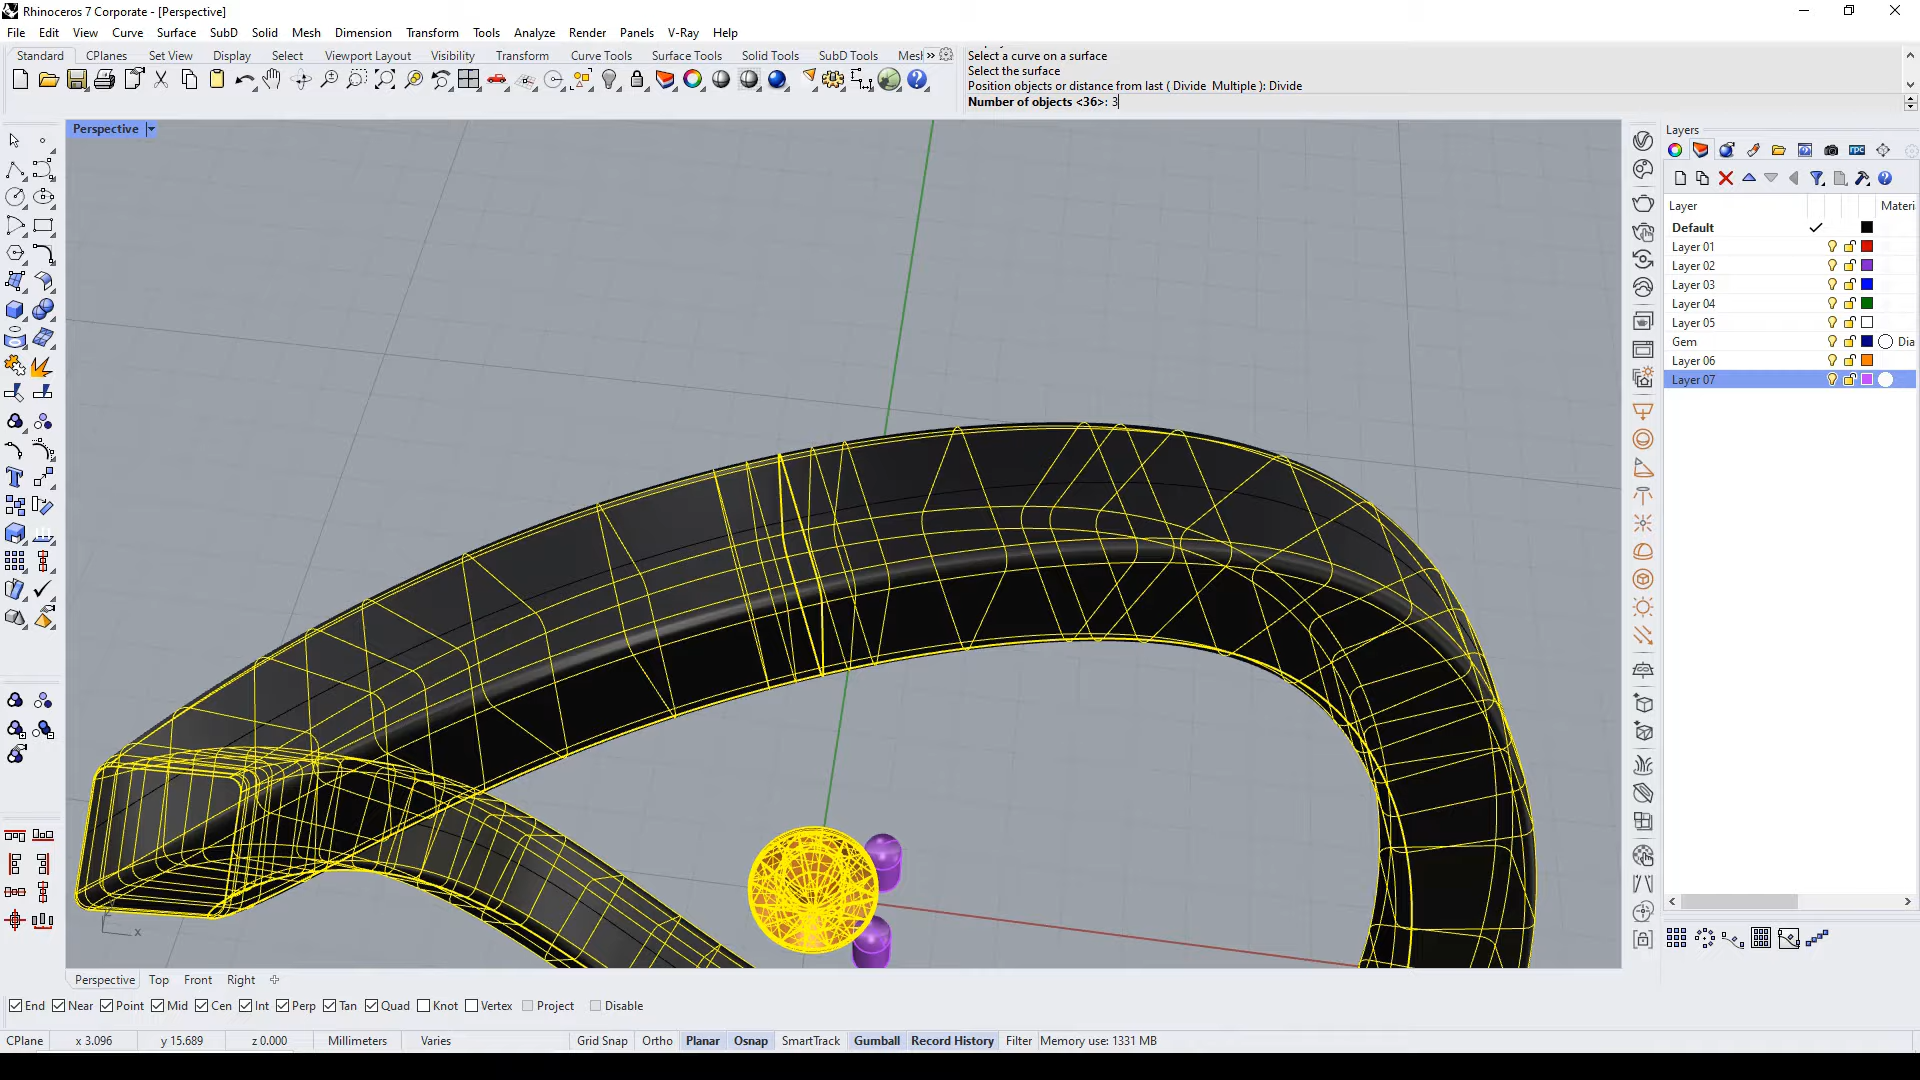 Rhinoceros 7 Corporate - [Perspective]
File Edit View Curve Surface Solid SubD Mesh Dimension Transform Tools Analyze Render Panels V-Ray Help
Standard CPlanes Set View Display Select Viewport Layout Visibility Transform Curve Tools Surface Tools Solid Tools SubD Tools Mesh »
Select a curve on a surface
Select the surface
Position objects or distance from last ( Divide Multiple ): Divide
Number of objects <36>: 3
Perspective
Layers
Layer Materi
Default
Layer 01
Layer 02
Layer 03
Layer 04
Layer 05
Gem Dia
Layer 06
Layer 07
x
Perspective Top Front Right
End Near Point Mid Cen Int Perp Tan Quad Knot Vertex Project Disable
CPlane x 3.096 y 15.689 z 0.000 Millimeters Varies Grid Snap Ortho Planar Osnap SmartTrack Gumball Record History Filter Memory use: 1331 MB